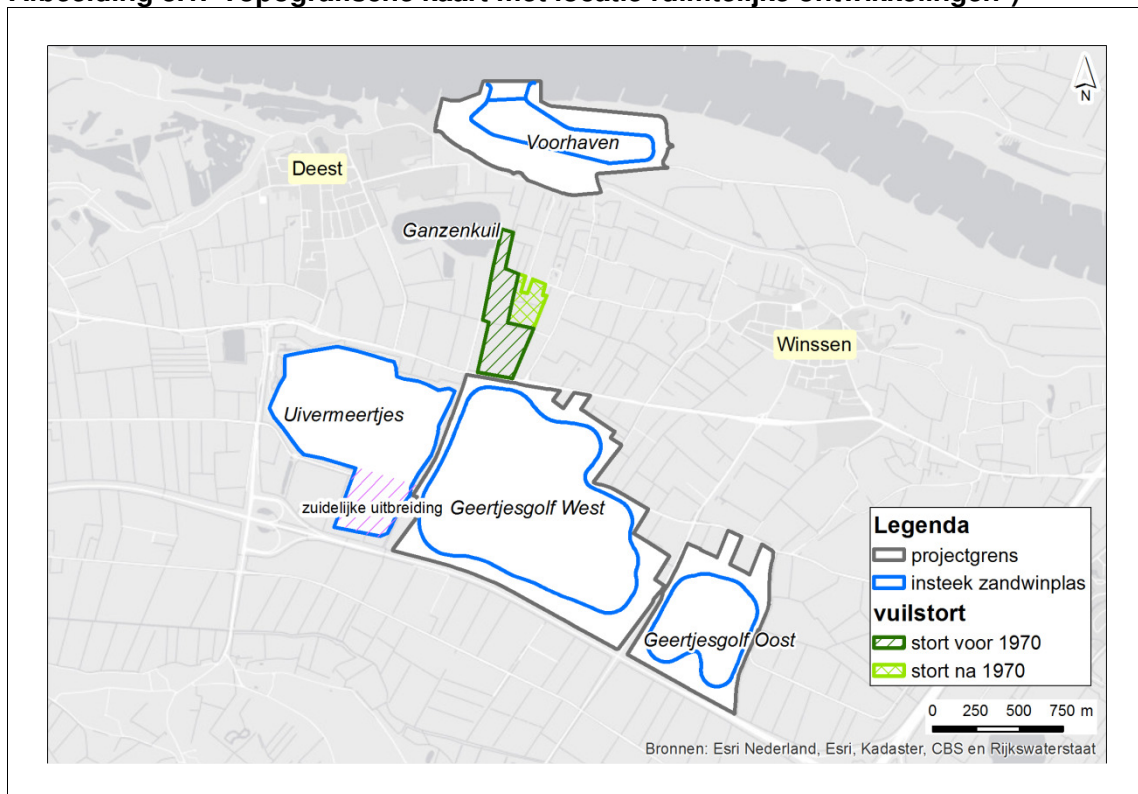 Voorhaven
Deest
Ganzenkuil
Winssen
Uivermeertjes
zuidelijke uitbreiding
Geertjesgolf West
Geertjesgolf Oost
N
Legenda
projectgrens
insteek zandwinplas
vuilstort
stort voor 1970
stort na 1970
0 250 500 750 m
Bronnen: Esri Nederland, Esri, Kadaster, CBS en Rijkswaterstaat